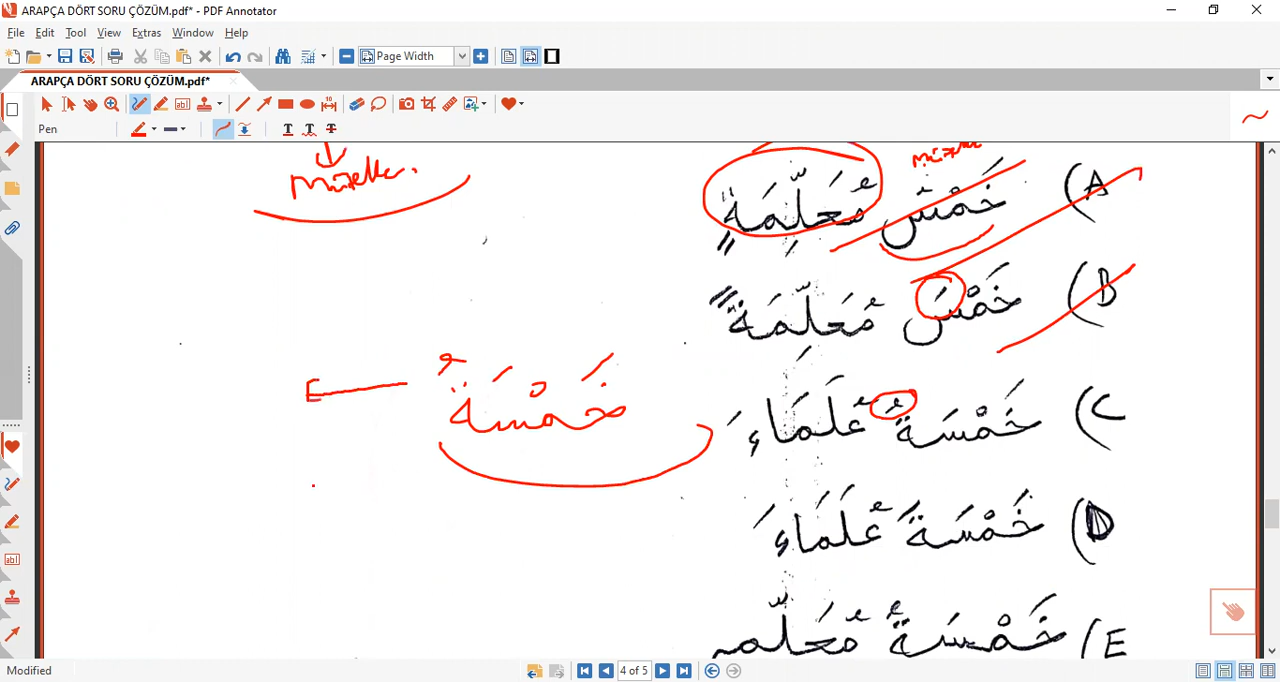 ARAPÇA DÖRT SORU ÇÖZÜM.pdf* - PDF Annotator
File Edit Tool View Extras Window Help
Page Width
ARAPÇA DÖRT SORU ÇÖZÜM.pdf*
Pen
A) خَمْسُ مُعَلِّمَةٍ
B) خَمْسَ مُعَلِّمَةً
خَمْسَةُ E
C) خَمْسَةُ عُلَمَاءَ
D) خَمْسَةَ عُلَمَاءَ
E) خَمْسَةُ
Modified 4 of 5